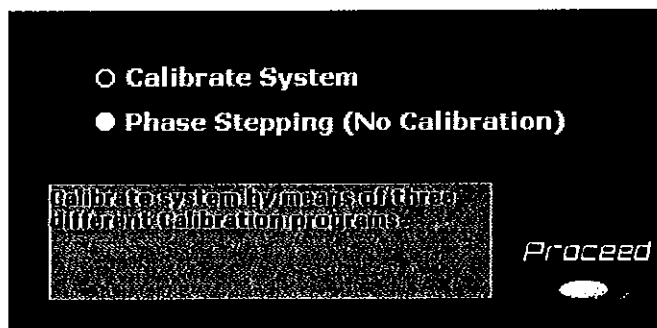 Calibrate System
Phase Stepping (No Calibration)
Calibrate system by means of three
different Calibration programs
Proceed